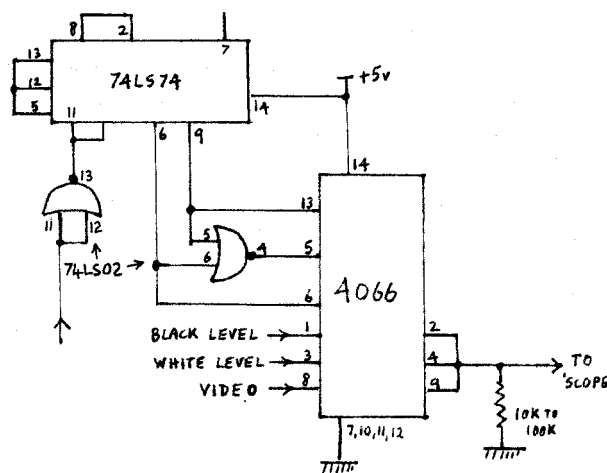 8 2 7
13
12
5
74LS74
14
+5v
11 6 9
14
13
11 12
74LS02
13
5
6
4
5
6
4066
BLACK LEVEL 1
WHITE LEVEL 3
VIDEO 8
2
4
9
TO
'SCOPE
10K TO
100K
7,10,11,12